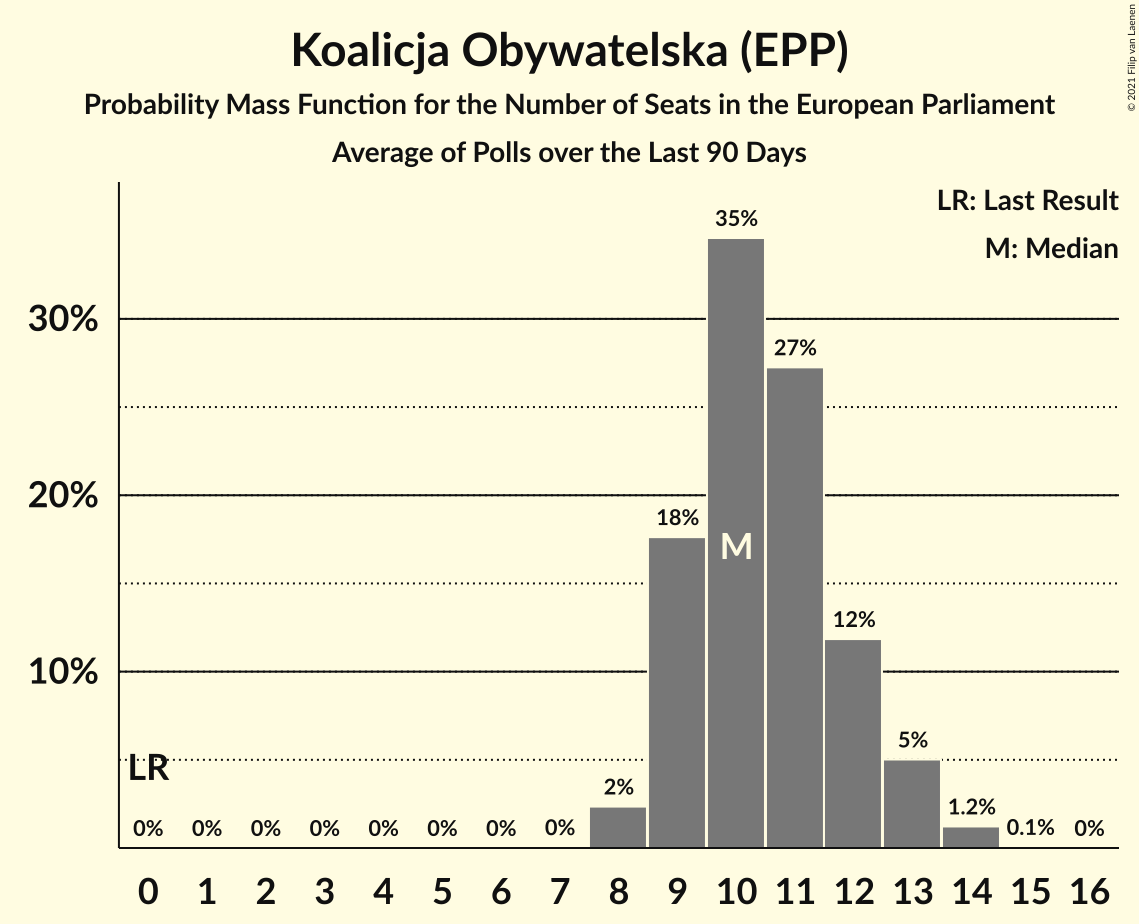 Koalicja Obywatelska (EPP)
Probability Mass Function for the Number of Seats in the European Parliament
Average of Polls over the Last 90 Days
© 2021 Filip van Laenen
LR: Last Result
M: Median
35%
30%
27%
20%
18%
M
12%
10%
5%
LR
2%
1.2%
0% 0% 0% 0% 0% 0% 0% 0% 0.1% 0%
0 1 2 3 4 5 6 7 8 9 10 11 12 13 14 15 16